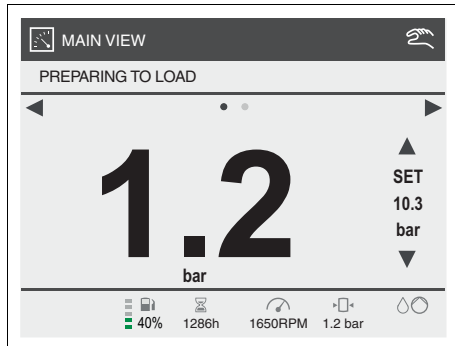 MAIN VIEW
PREPARING TO LOAD
1.2
bar
SET
10.3
bar
40% 1286h 1650RPM 1.2 bar